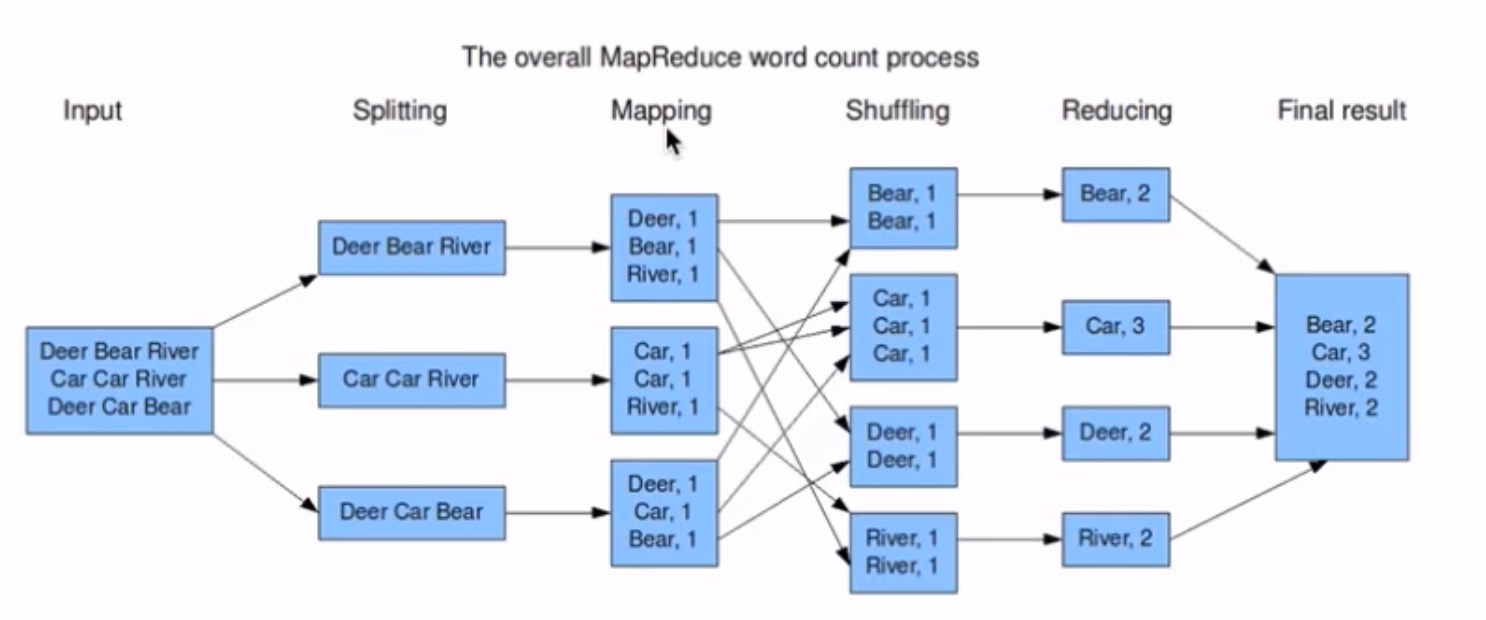 The overall MapReduce word count process
Input
Splitting
Mapping
Shuffling
Reducing
Final result
Deer Bear River
Car Car River
Deer Car Bear
Deer Bear River
Car Car River
Deer Car Bear
Deer, 1
Bear, 1
River, 1
Car, 1
Car, 1
River, 1
Deer, 1
Car, 1
Bear, 1
Bear, 1
Bear, 1
Car, 1
Car, 1
Car, 1
Deer, 1
Deer, 1
River, 1
River, 1
Bear, 2
Car, 3
Deer, 2
River, 2
Bear, 2
Car, 3
Deer, 2
River, 2